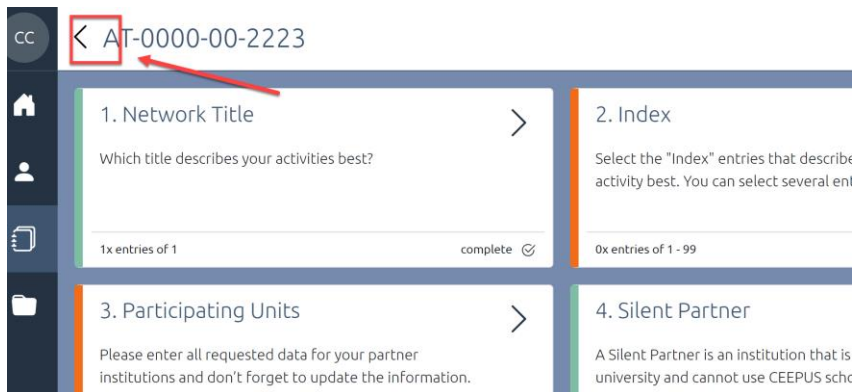 CC
AT-0000-00-2223
1. Network Title
Which title describes your activities best?
1x entries of 1
complete
2. Index
Select the "Index" entries that describe
activity best. You can select several
0x entries of 1 - 99
3. Participating Units
Please enter all requested data for your partner
institutions and don't forget to update the information.
4. Silent Partner
A Silent Partner is an institution that is
university and cannot use CEEPUS